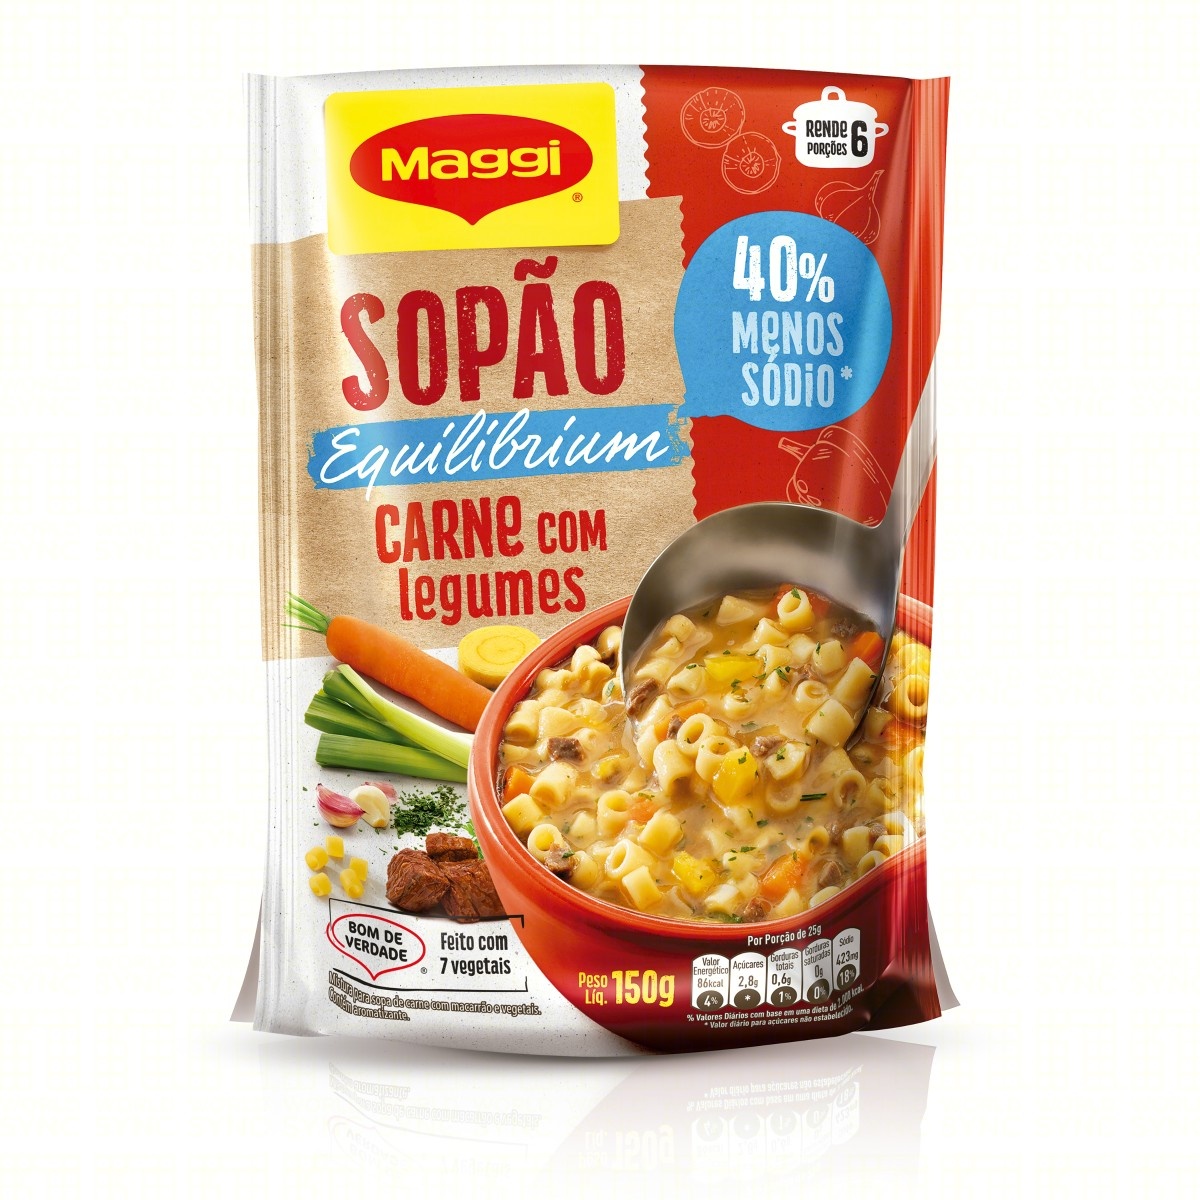 Maggi
®
SOPÃO
Equilibrium
CARNE COM
legumes
RENDE
PORÇÕES 6
40%
MENOS
SÓDIO*
BOM DE
VERDADE
®
Feito com
7 vegetais
Mistura para sopa de carne com macarrão e vegetais.
Contém aromatizante.
Peso
Líq. 150g
Por Porção de 25g
Valor
Energético
86kcal
4%
Açúcares
2,8g
*
Gorduras
totais
0,6g
1%
Gorduras
saturadas
0g
0%
Sódio
423mg
18%
% Valores Diários com base em uma dieta de 2.000 kcal.
* Valor diário para açúcares não estabelecido.